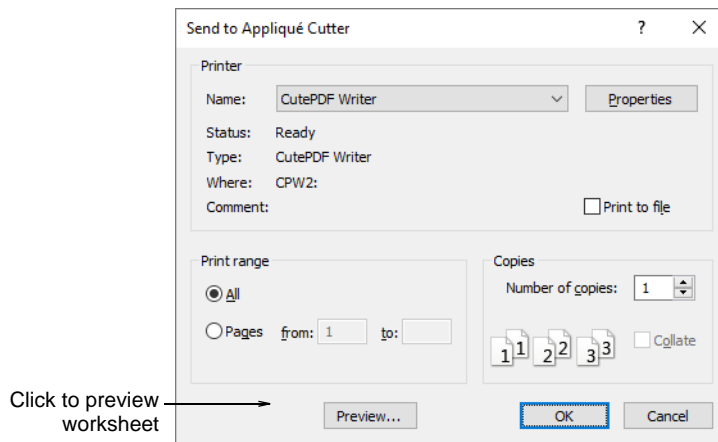 Send to Appliqué Cutter ? ×
Printer
Name: CutePDF Writer Properties
Status: Ready
Type: CutePDF Writer
Where: CPW2:
Comment: Print to file
Print range
All
Pages from: 1 to:
Copies
Number of copies: 1
1 1 2 2 3 3 Collate
Click to preview
worksheet
Preview... OK Cancel